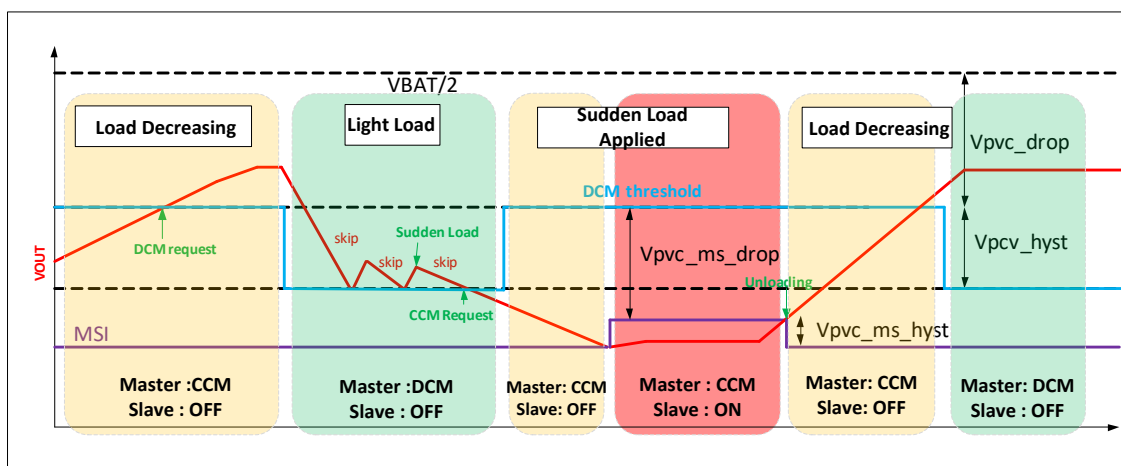 VBAT/2
Load Decreasing
Light Load
Sudden Load
Applied
Load Decreasing
Vpvc_drop
DCM threshold
DCM request
skip
skip
skip
Sudden Load
CCM Request
Vpvc_ms_drop
Vpcv_hyst
Unloading
VOUT
MSI
Vpvc_ms_hyst
Master :CCM
Slave : OFF
Master :DCM
Slave : OFF
Master: CCM
Slave: OFF
Master : CCM
Slave : ON
Master: CCM
Slave: OFF
Master: DCM
Slave : OFF